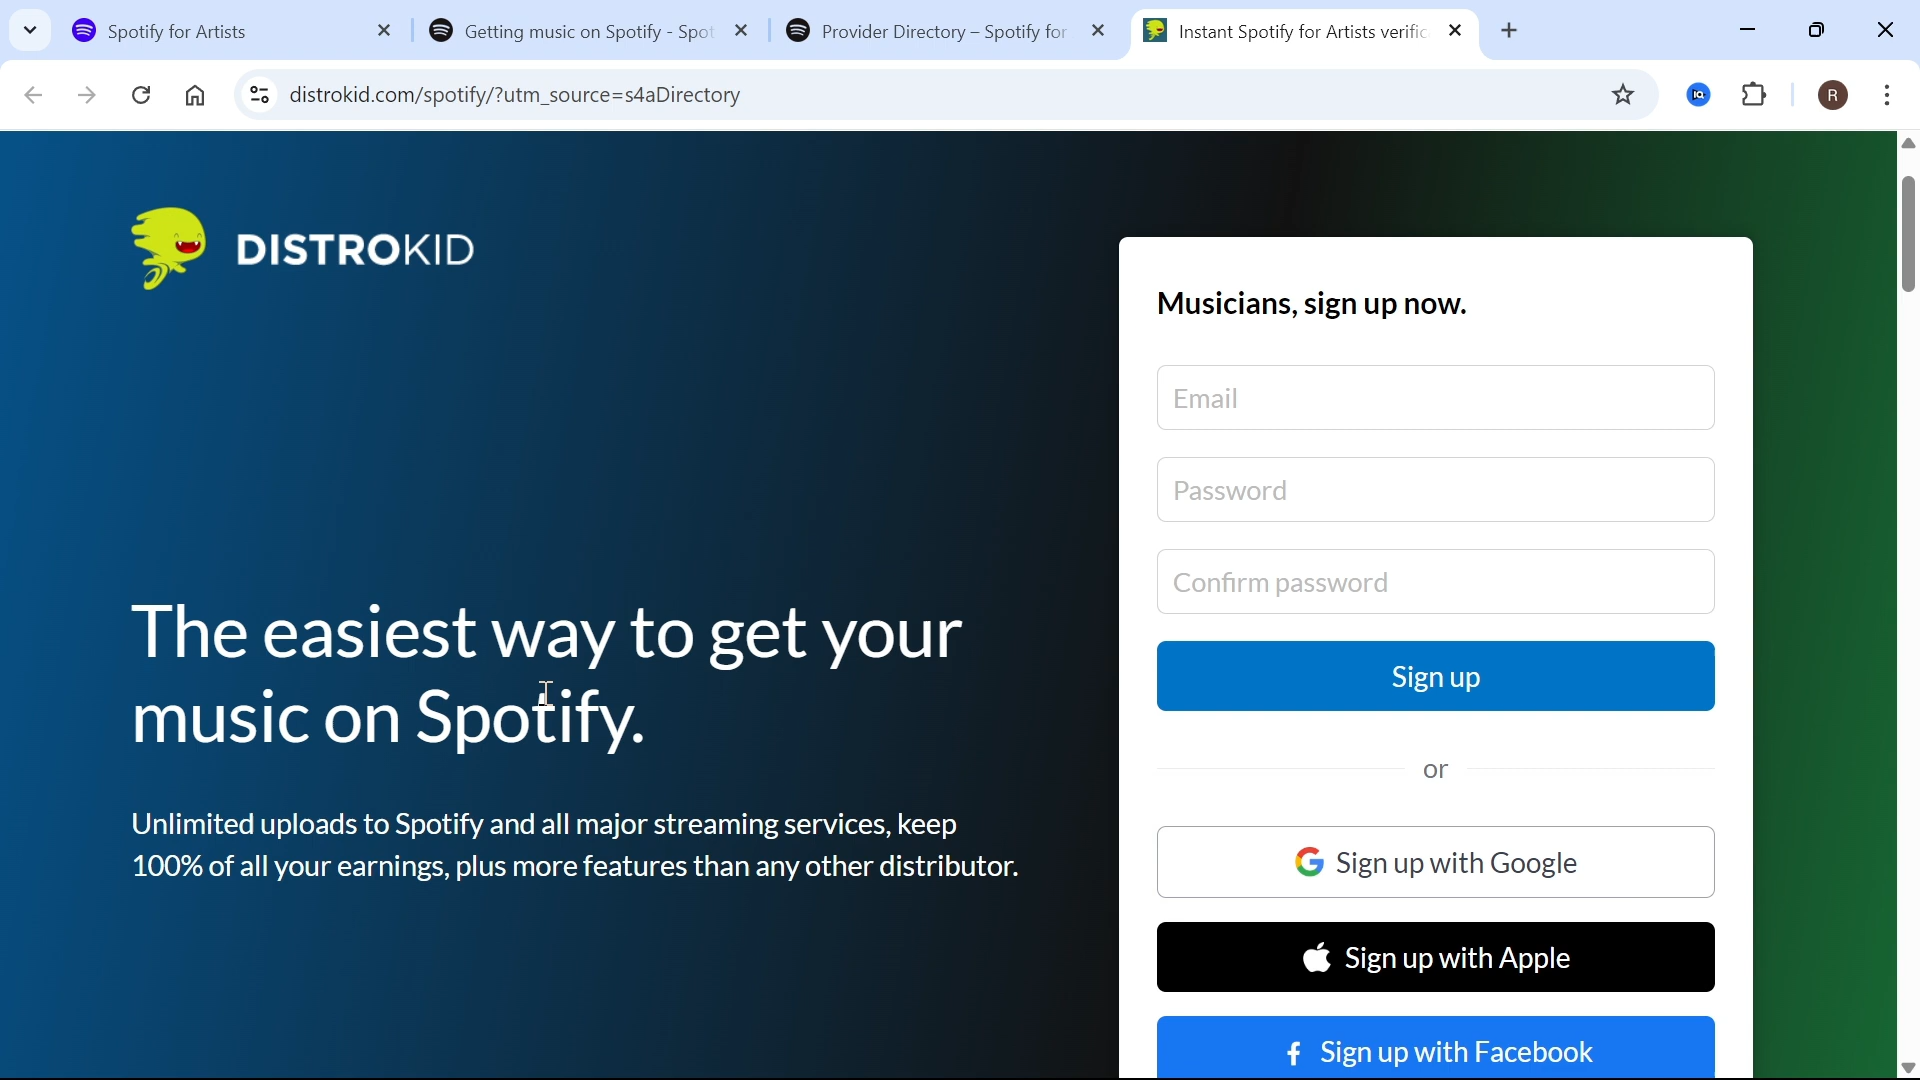 Spotify for Artists
Getting music on Spotify - Spot
Provider Directory – Spotify for
Instant Spotify for Artists verific
distrokid.com/spotify/?utm_source=s4aDirectory
R
DISTROKID
The easiest way to get your
music on Spotify.
Unlimited uploads to Spotify and all major streaming services, keep
100% of all your earnings, plus more features than any other distributor.
Musicians, sign up now.
Email
Password
Confirm password
Sign up
or
Sign up with Google
Sign up with Apple
Sign up with Facebook